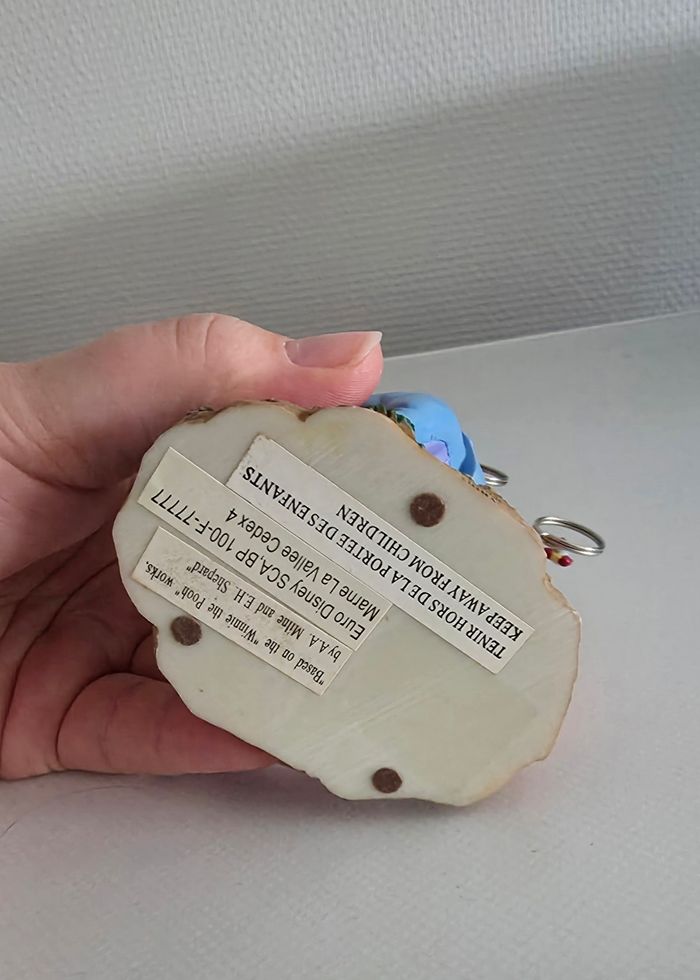 TENIR HORS DE LA PORTEE DES ENFANTS
KEEP AWAY FROM CHILDREN
Euro Disney SCA,BP 100-F-77777
Marne La Vallee Cedex 4
"Based on the "Winnie the Pooh" works,
by A.A. Milne and E.H. Shepard"